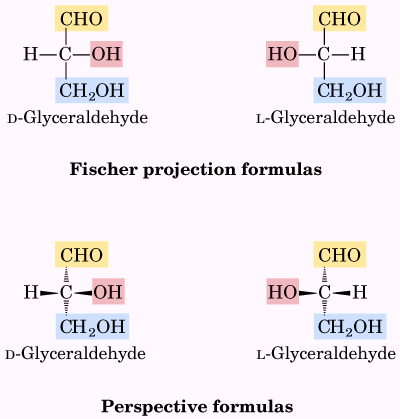 CHO CHO
H—C—OH HO—C—H
CH₂OH CH₂OH
D-Glyceraldehyde L-Glyceraldehyde
Fischer projection formulas
CHO CHO
H C OH HO C H
CH₂OH CH₂OH
D-Glyceraldehyde L-Glyceraldehyde
Perspective formulas